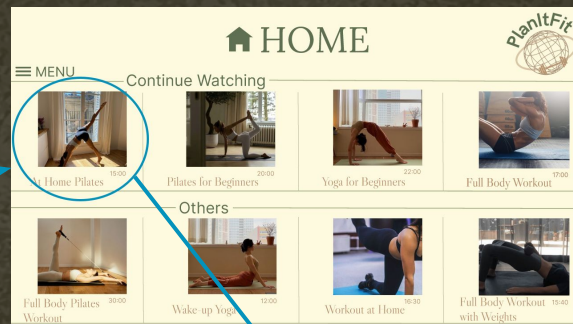 HOME
PlanItFit
MENU
Continue Watching
15:00
At Home Pilates
20:00
Pilates for Beginners
22:00
Yoga for Beginners
17:00
Full Body Workout
Others
Full Body Pilates 30:00
Workout
12:00
Wake-up Yoga
16:30
Workout at Home
Full Body Workout 15:40
with Weights